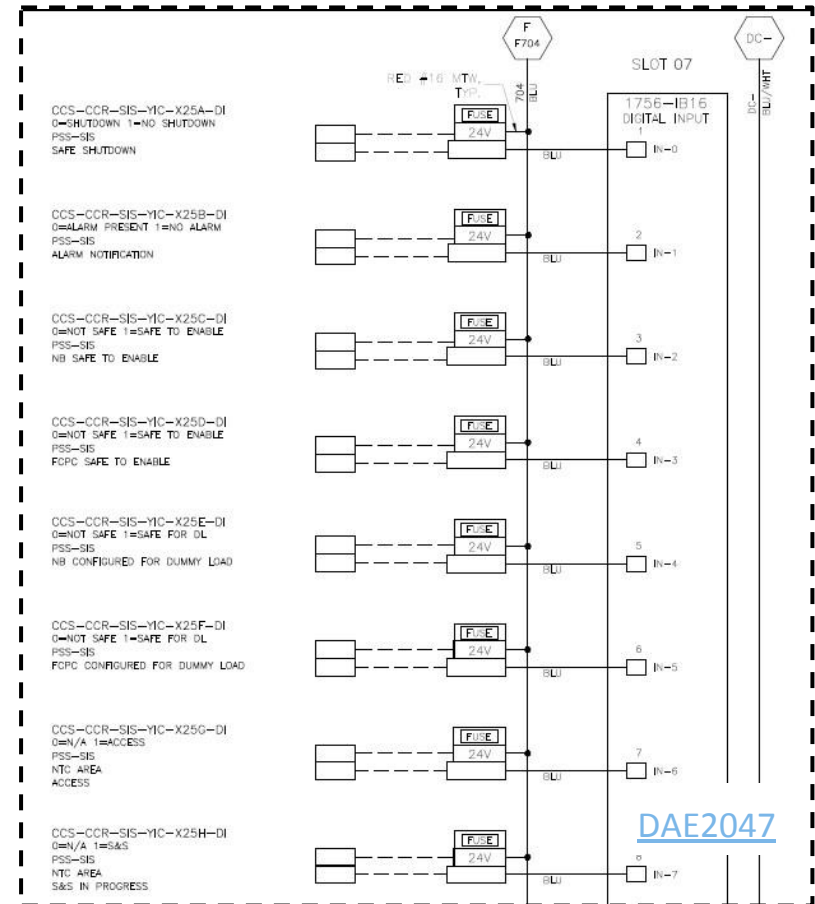 F
F704
DC-
SLOT 07
RED #16 MTW,
TYP.
704
BLU
DC-
BLU/WHT
1756-IB16
DIGITAL INPUT
CCS-CCR-SIS-YIC-X25A-DI
0=SHUTDOWN 1=NO SHUTDOWN
PSS-SIS
SAFE SHUTDOWN
FUSE
24V
BLU
1
IN-0
CCS-CCR-SIS-YIC-X25B-DI
0=ALARM PRESENT 1=NO ALARM
PSS-SIS
ALARM NOTIFICATION
FUSE
24V
BLU
2
IN-1
CCS-CCR-SIS-YIC-X25C-DI
0=NOT SAFE 1=SAFE TO ENABLE
PSS-SIS
NB SAFE TO ENABLE
FUSE
24V
BLU
3
IN-2
CCS-CCR-SIS-YIC-X25D-DI
0=NOT SAFE 1=SAFE TO ENABLE
PSS-SIS
FCPC SAFE TO ENABLE
FUSE
24V
BLU
4
IN-3
CCS-CCR-SIS-YIC-X25E-DI
0=NOT SAFE 1=SAFE FOR DL
PSS-SIS
NB CONFIGURED FOR DUMMY LOAD
FUSE
24V
BLU
5
IN-4
CCS-CCR-SIS-YIC-X25F-DI
0=NOT SAFE 1=SAFE FOR DL
PSS-SIS
FCPC CONFIGURED FOR DUMMY LOAD
FUSE
24V
BLU
6
IN-5
CCS-CCR-SIS-YIC-X25G-DI
0=N/A 1=ACCESS
PSS-SIS
NTC AREA
ACCESS
FUSE
24V
BLU
7
IN-6
DAE2047
CCS-CCR-SIS-YIC-X25H-DI
0=N/A 1=S&S
PSS-SIS
NTC AREA
S&S IN PROGRESS
FUSE
24V
BLU
8
IN-7